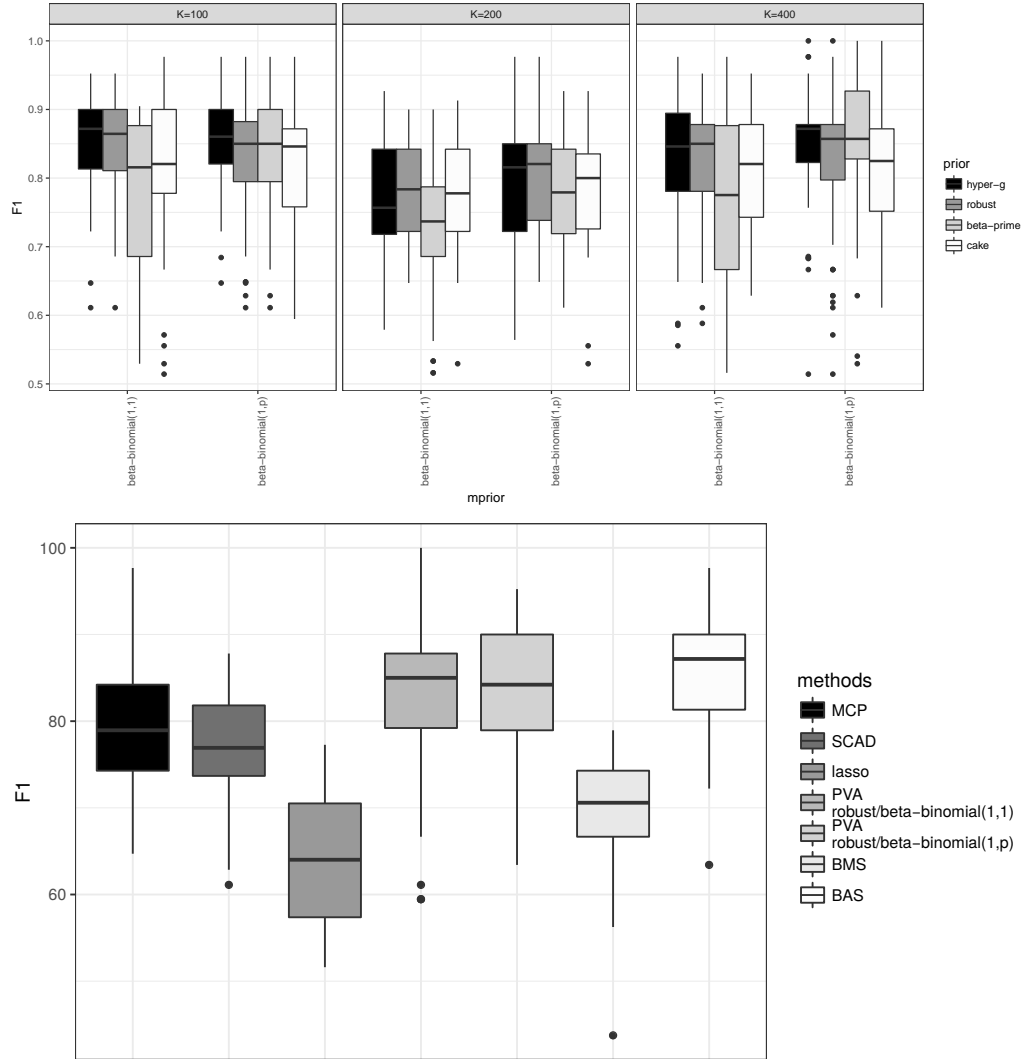 K=100
K=200
K=400
1.0
0.9
0.8
0.7
0.6
0.5
F1
beta−binomial(1,1)
beta−binomial(1,p)
beta−binomial(1,1)
beta−binomial(1,p)
beta−binomial(1,1)
beta−binomial(1,p)
mprior
prior
hyper−g
robust
beta−prime
cake
100
80
60
F1
methods
MCP
SCAD
lasso
PVA
robust/beta−binomial(1,1)
PVA
robust/beta−binomial(1,p)
BMS
BAS